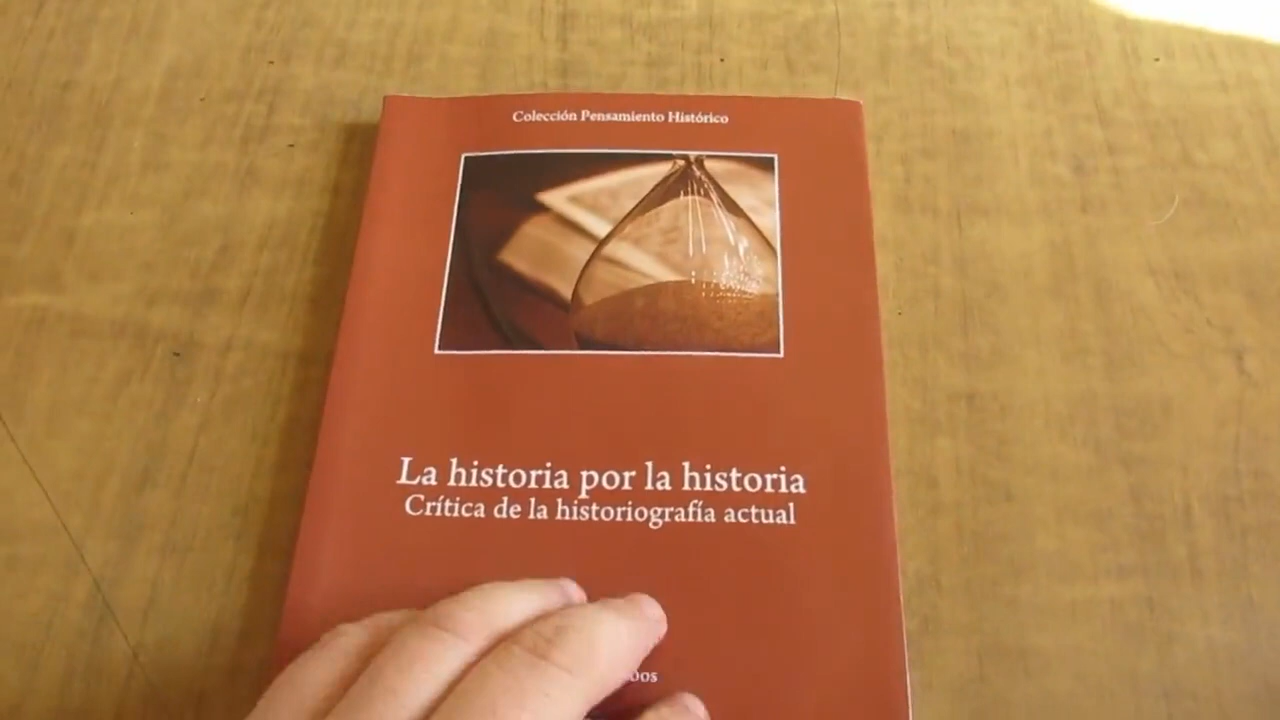 Colección Pensamiento Histórico
La historia por la historia
Crítica de la historiografía actual